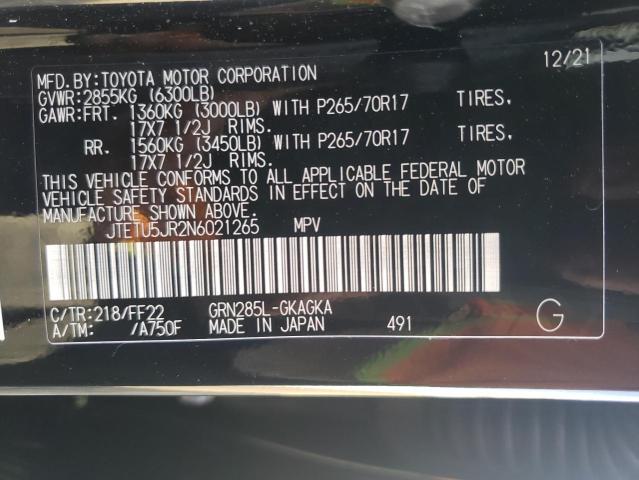 MFD.BY:TOYOTA MOTOR CORPORATION 12/21
GVWR:2855KG (6300LB)
GAWR:FRT. 1360KG (3000LB) WITH P265/70R17 TIRES,
17X7 1/2J RIMS.
RR. 1560KG (3450LB) WITH P265/70R17 TIRES,
17X7 1/2J RIMS.
THIS VEHICLE CONFORMS TO ALL APPLICABLE FEDERAL MOTOR
VEHICLE SAFETY STANDARDS IN EFFECT ON THE DATE OF
MANUFACTURE SHOWN ABOVE.
JTETU5JR2N6021265 MPV
C/TR:218/FF22 GRN285L-GKAGKA
A/TM: /A750F MADE IN JAPAN 491 G